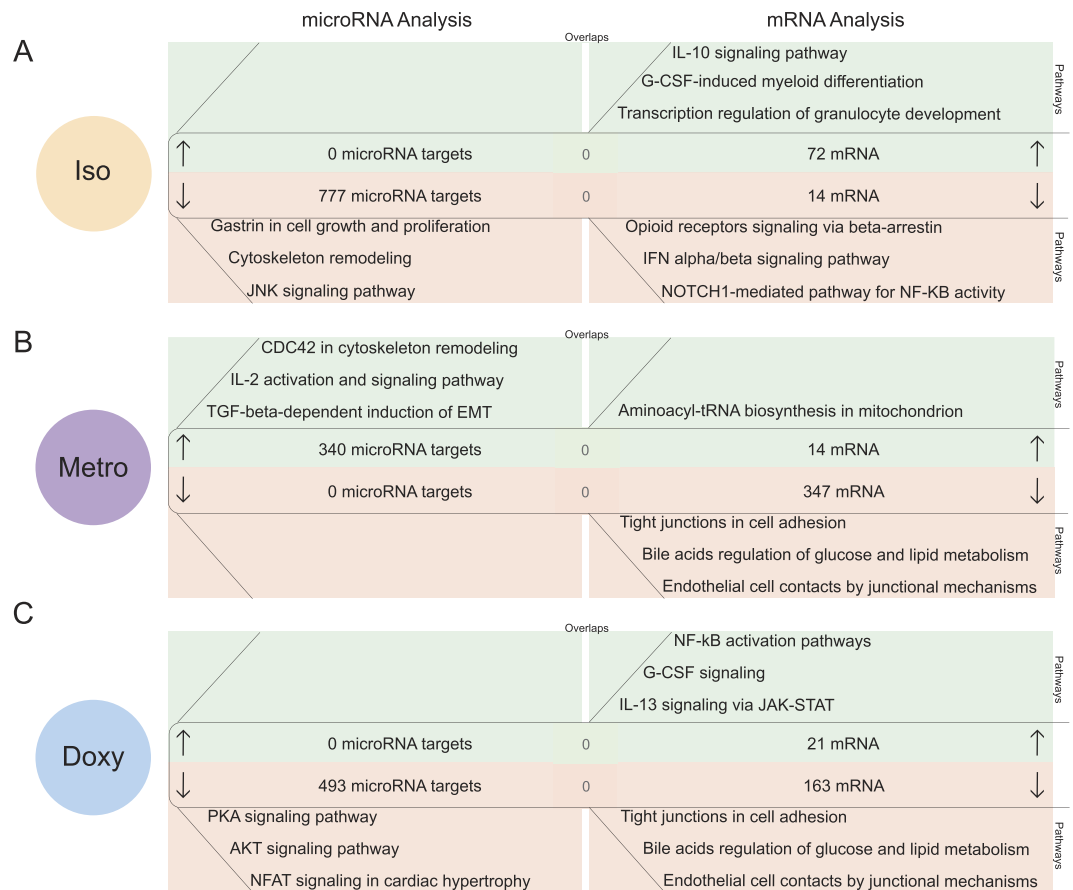 microRNA Analysis
mRNA Analysis
A
Overlaps
IL-10 signaling pathway
G-CSF-induced myeloid differentiation
Transcription regulation of granulocyte development
Pathways
Iso
↑ 0 microRNA targets 0 72 mRNA ↑
↓ 777 microRNA targets 0 14 mRNA ↓
Gastrin in cell growth and proliferation
Cytoskeleton remodeling
JNK signaling pathway
Opioid receptors signaling via beta-arrestin
IFN alpha/beta signaling pathway
NOTCH1-mediated pathway for NF-KB activity
Pathways
B
Overlaps
CDC42 in cytoskeleton remodeling
IL-2 activation and signaling pathway
TGF-beta-dependent induction of EMT
Aminoacyl-tRNA biosynthesis in mitochondrion
Pathways
Metro
↑ 340 microRNA targets 0 14 mRNA ↑
↓ 0 microRNA targets 0 347 mRNA ↓
Tight junctions in cell adhesion
Bile acids regulation of glucose and lipid metabolism
Endothelial cell contacts by junctional mechanisms
Pathways
C
Overlaps
NF-kB activation pathways
G-CSF signaling
IL-13 signaling via JAK-STAT
Pathways
Doxy
↑ 0 microRNA targets 0 21 mRNA ↑
↓ 493 microRNA targets 0 163 mRNA ↓
PKA signaling pathway
AKT signaling pathway
NFAT signaling in cardiac hypertrophy
Tight junctions in cell adhesion
Bile acids regulation of glucose and lipid metabolism
Endothelial cell contacts by junctional mechanisms
Pathways